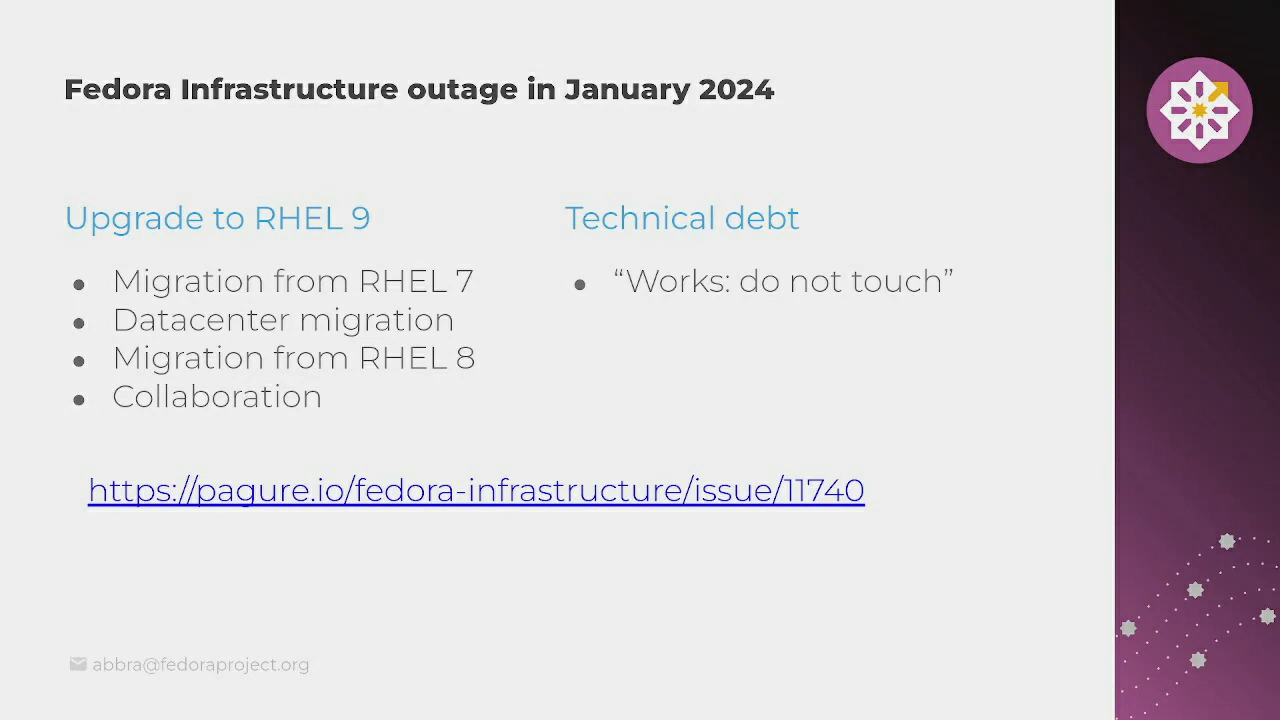 Fedora Infrastructure outage in January 2024
Upgrade to RHEL 9
● Migration from RHEL 7
● Datacenter migration
● Migration from RHEL 8
● Collaboration
Technical debt
● “Works: do not touch”
https://pagure.io/fedora-infrastructure/issue/11740
abbra@fedoraproject.org